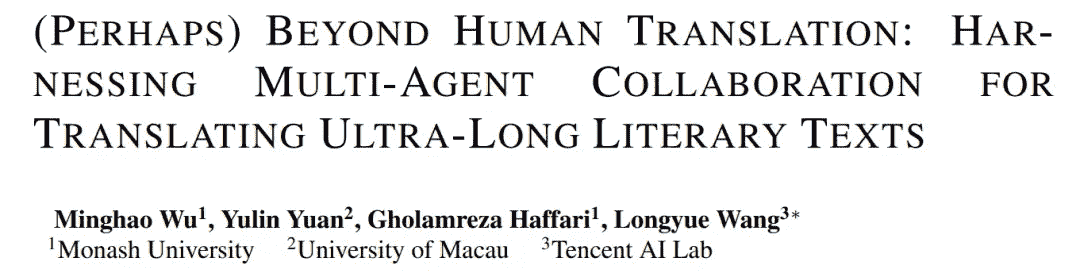 (PERHAPS) BEYOND HUMAN TRANSLATION: HAR-
NESSING MULTI-AGENT COLLABORATION FOR
TRANSLATING ULTRA-LONG LITERARY TEXTS
Minghao Wu¹, Yulin Yuan², Gholamreza Haffari¹, Longyue Wang³*
¹Monash University ²University of Macau ³Tencent AI Lab